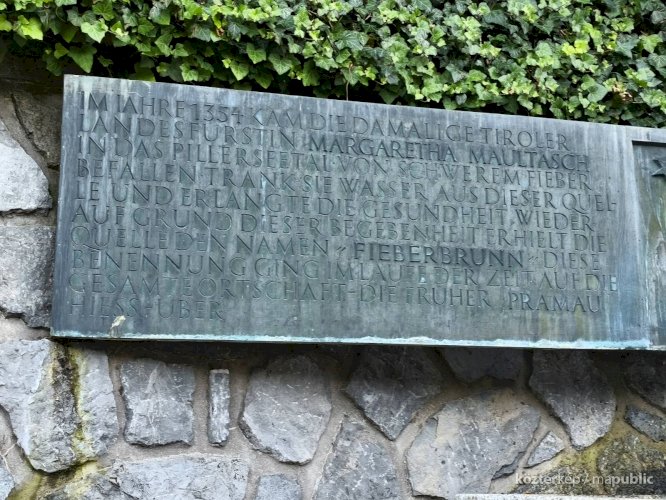 IM JAHRE 1354 KAM DIE DAMALIGE TIROLER
LANDESFÜRSTIN MARGARETHA MAULTASCH
IN DAS PILLERSEETAL. VON SCHWEREM FIEBER
BEFALLEN TRANK SIE WASSER AUS DIESER QUEL-
LE UND ERLANGTE DIE GESUNDHEIT WIEDER
AUF GRUND DIESER BEGEBENHEIT ERHIELT DIE
QUELLE DEN NAMEN "FIEBERBRUNN" DIESE
BENENNUNG GING IM LAUFE DER ZEIT AUF DIE
GESAMTE ORTSCHAFT-DIE FRÜHER "PRAMAU"
HIESS-ÜBER
köztérkép / mapublic